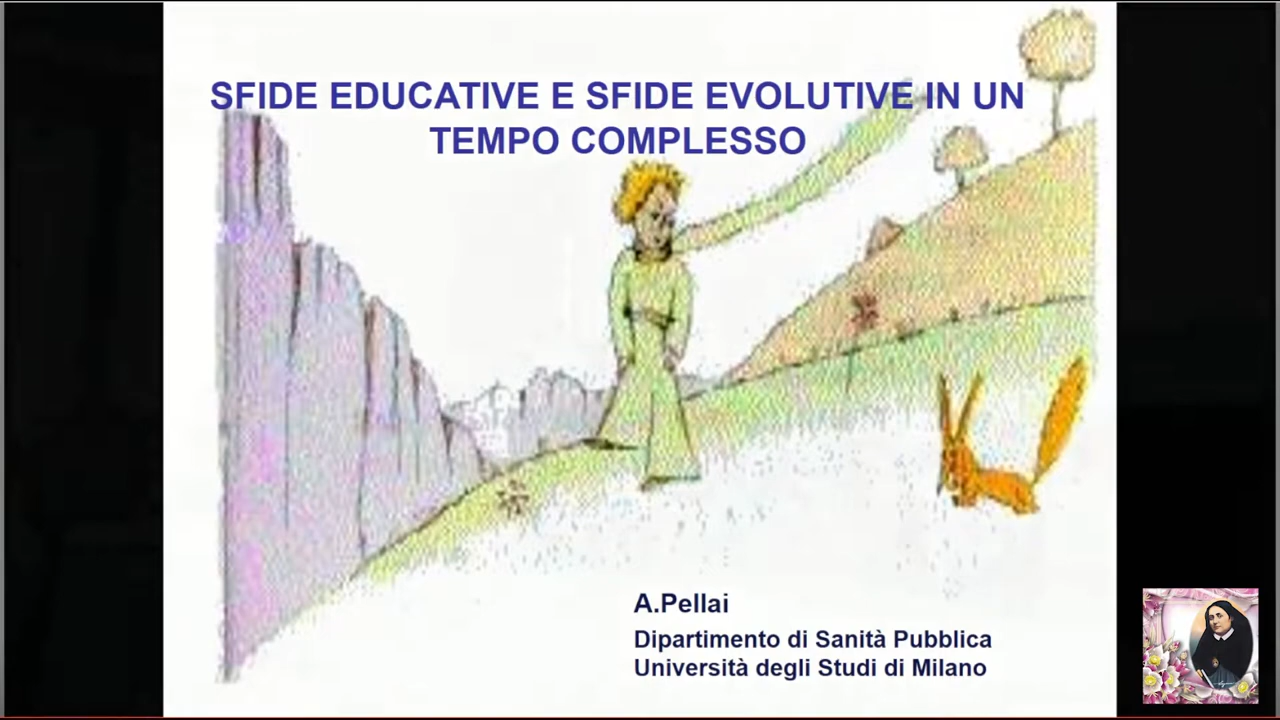 SFIDE EDUCATIVE E SFIDE EVOLUTIVE IN UN
TEMPO COMPLESSO
A.Pellai
Dipartimento di Sanità Pubblica
Università degli Studi di Milano